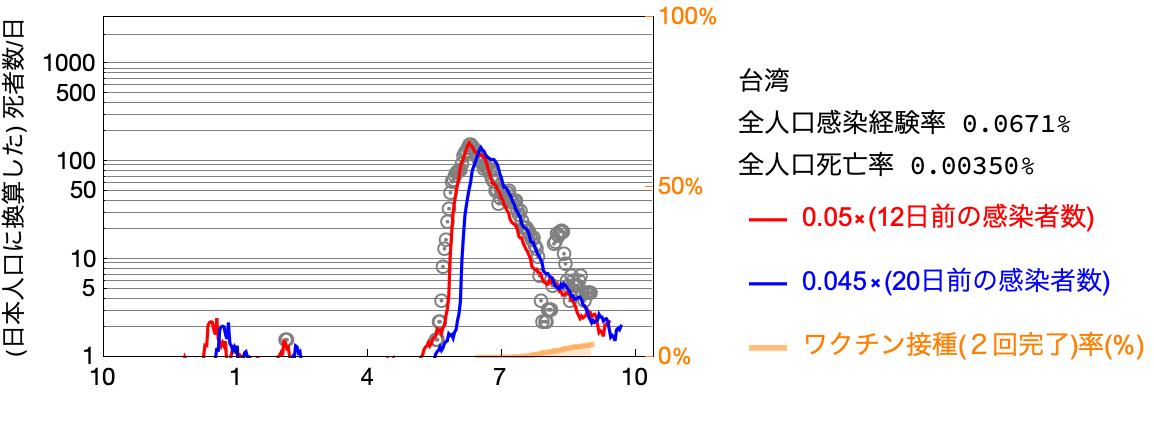 (日本人口に換算した) 死者数/日
1000
500
100
50
10
5
1
10
1
4
7
10
100%
50%
0%
台湾
全人口感染経験率 0.0671%
全人口死亡率 0.00350%
0.05×(12日前の感染者数)
0.045×(20日前の感染者数)
ワクチン接種(２回完了)率(%)